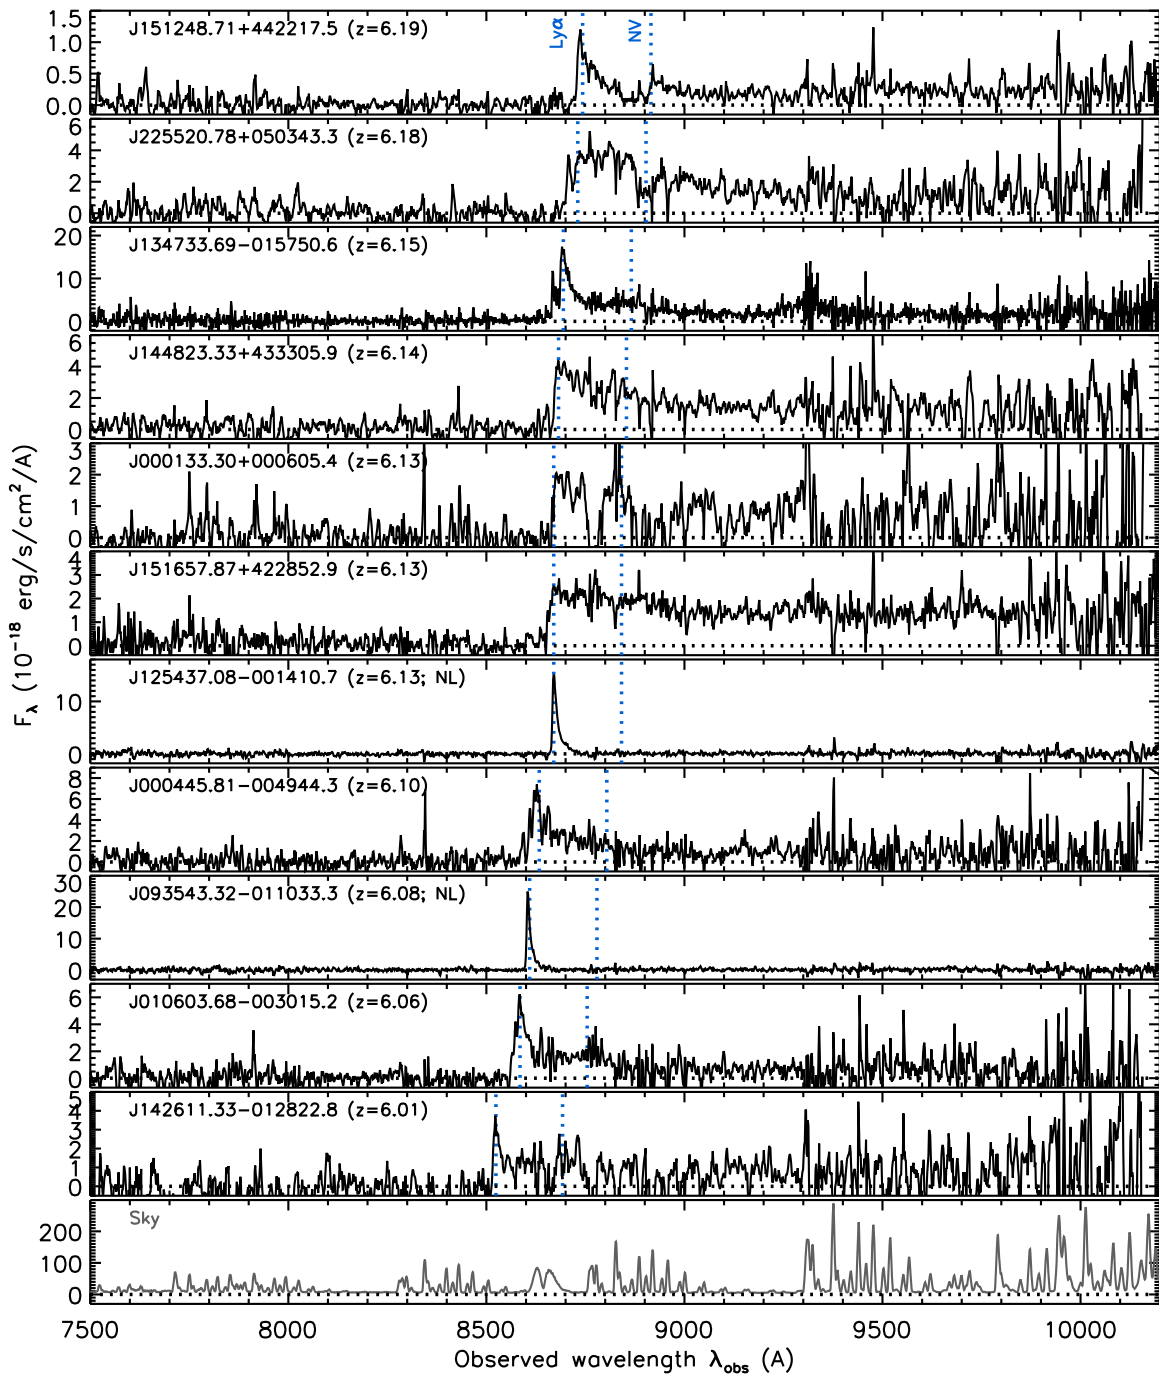 J151248.71+442217.5 (z=6.19)
Lyα
NV
1.5
1.0
0.5
0.0
J225520.78+050343.3 (z=6.18)
6
4
2
0
J134733.69−015750.6 (z=6.15)
20
10
0
J144823.33+433305.9 (z=6.14)
6
4
2
0
J000133.30+000605.4 (z=6.13)
3
2
1
0
J151657.87+422852.9 (z=6.13)
4
3
2
1
0
J125437.08−001410.7 (z=6.13; NL)
10
0
J000445.81−004944.3 (z=6.10)
8
6
4
2
0
J093543.32−011033.3 (z=6.08; NL)
30
20
10
0
J010603.68−003015.2 (z=6.06)
6
4
2
0
J142611.33−012822.8 (z=6.01)
5
4
3
2
1
0
Sky
200
100
0
F_λ (10^−18 erg/s/cm^2/A)
7500 8000 8500 9000 9500 10000
Observed wavelength λ_obs (A)